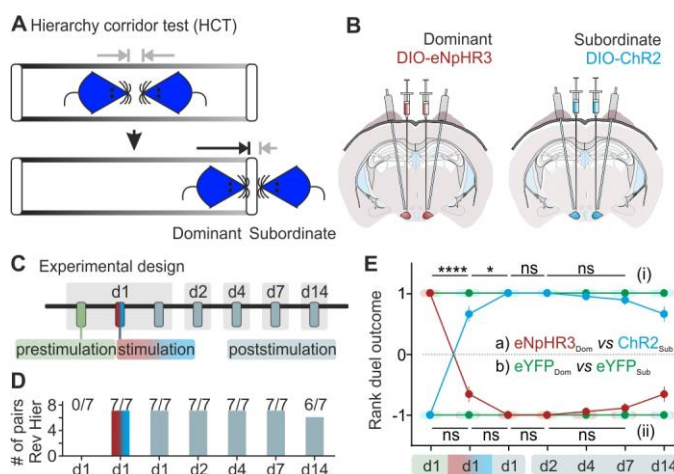 A Hierarchy corridor test (HCT)
Dominant Subordinate
B
Dominant
DIO-eNpHR3
Subordinate
DIO-ChR2
C Experimental design
d1 d2 d4 d7 d14
prestimulation stimulation poststimulation
D
# of pairs
Rev Hier
8
4
0
0/7 7/7 7/7 7/7 7/7 7/7 6/7
d1 d1 d1 d2 d4 d7 d14
E
Rank duel outcome
1
0
-1
**** * ns ns (i)
a) eNpHR3Dom vs ChR2Sub
b) eYFPDom vs eYFPSub
ns ns ns ns (ii)
d1 d1 d1 d2 d4 d7 d14